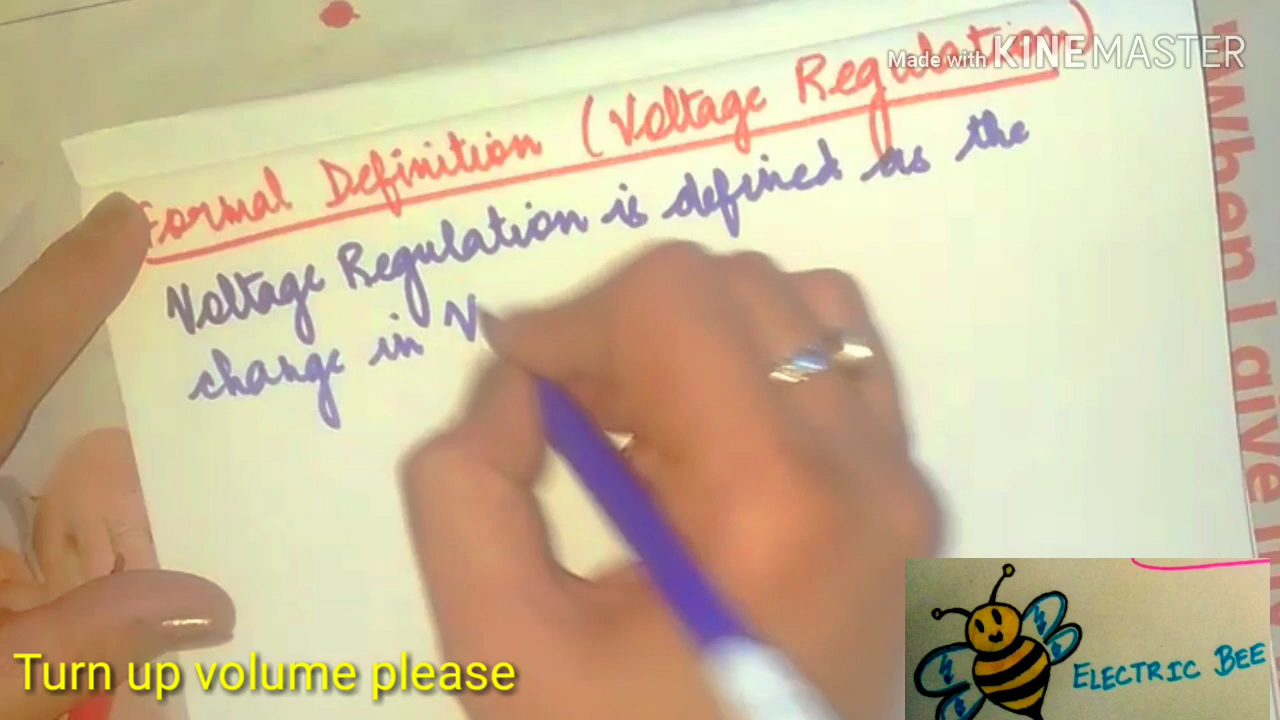 Made with KINEMASTER
Formal Definition (Voltage Regulation)
Voltage Regulation is defined as the
change in V
when I give
Turn up volume please
ELECTRIC BEE